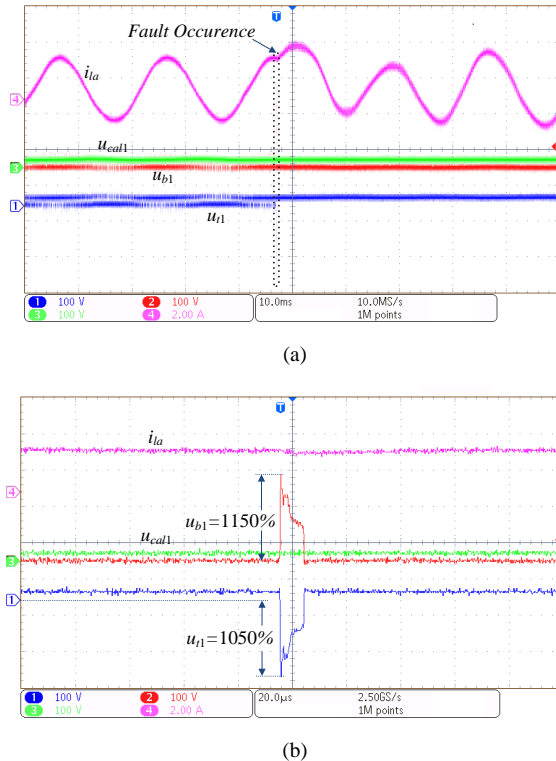 T
Fault Occurence
i_la
4
u_cal1
3
u_b1
1
u_t1
1 100 V 2 100 V 10.0ms 10.0MS/s
3 100 V 4 2.00 A 1M points
(a)
T
i_la
4
u_b1=1150%
u_cal1
3
1
u_t1=1050%
1 100 V 2 100 V 20.0µs 2.50GS/s
3 100 V 4 2.00 A 1M points
(b)